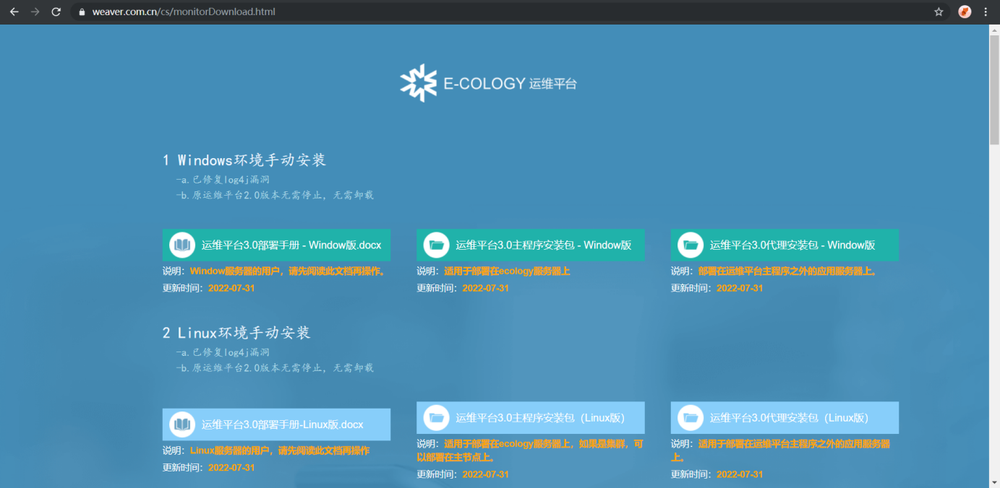 weaver.com.cn/cs/monitorDownload.html
E-COLOGY 运维平台
1 Windows环境手动安装
-a.已修复log4j漏洞
-b.原运维平台2.0版本无需停止，无需卸载
运维平台3.0部署手册 - Window版.docx
说明：Window服务器的用户，请先阅读此文档再操作。
更新时间：2022-07-31
运维平台3.0主程序安装包 - Window版
说明：适用于部署在ecology服务器上
更新时间：2022-07-31
运维平台3.0代理安装包 - Window版
说明：部署在运维平台主程序之外的应用服务器上。
更新时间：2022-07-31
2 Linux环境手动安装
-a.已修复log4j漏洞
-b.原运维平台2.0版本无需停止，无需卸载
运维平台3.0部署手册-Linux版.docx
说明：Linux服务器的用户，请先阅读此文档再操作
更新时间：2022-07-31
运维平台3.0主程序安装包（Linux版）
说明：适用于部署在ecology服务器上，如果是集群，可
以部署在主节点上。
更新时间：2022-07-31
运维平台3.0代理安装包（Linux版）
说明：适用于部署在运维平台主程序之外的应用服务器
上。
更新时间：2022-07-31